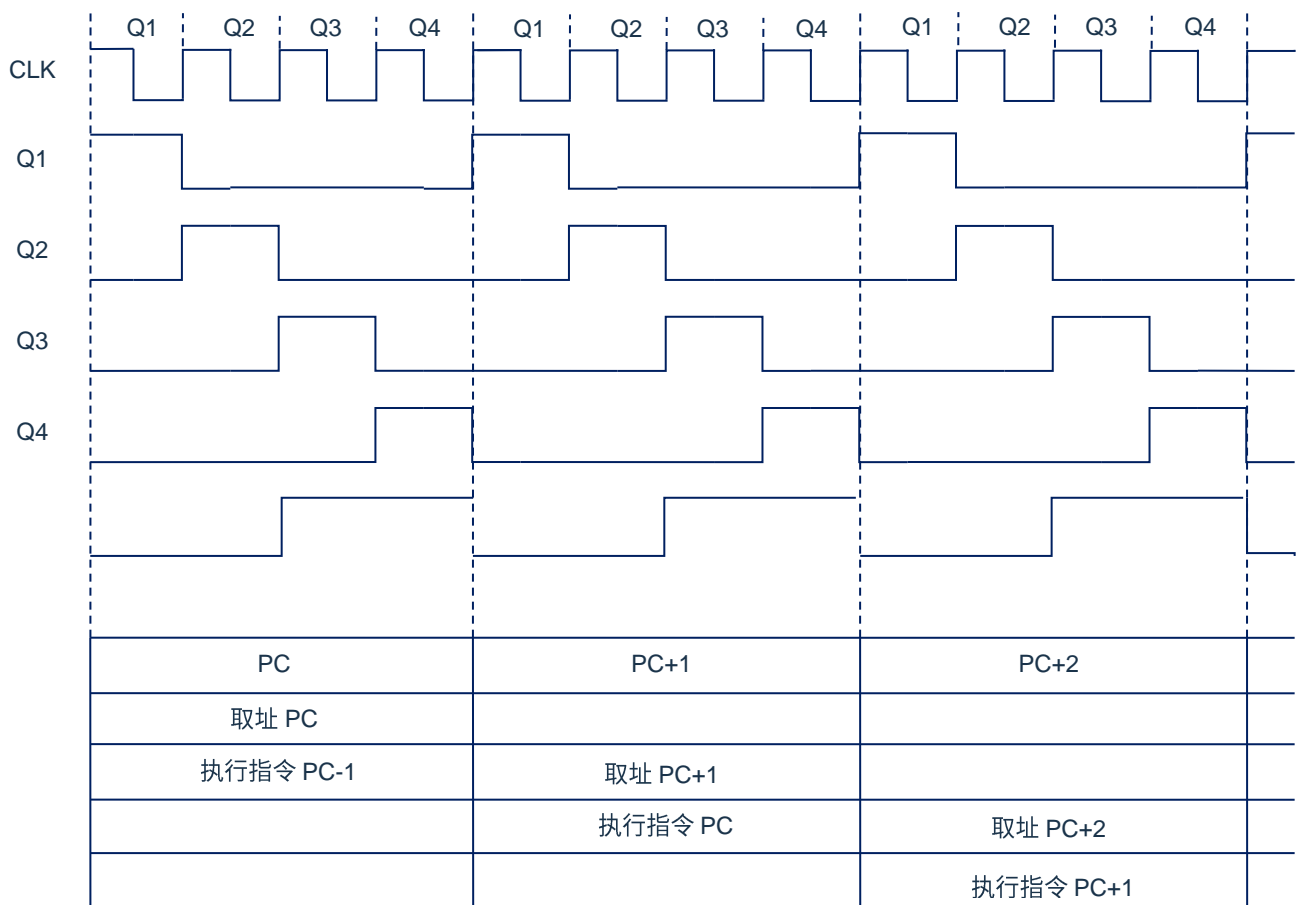 Q1 Q2 Q3 Q4 Q1 Q2 Q3 Q4 Q1 Q2 Q3 Q4
CLK
Q1
Q2
Q3
Q4
PC PC+1 PC+2
取址 PC
执行指令 PC-1 取址 PC+1
执行指令 PC 取址 PC+2
执行指令 PC+1